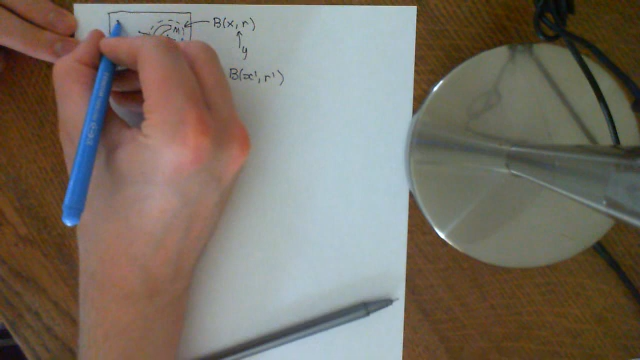 B(x, r)
y
B(x', r')